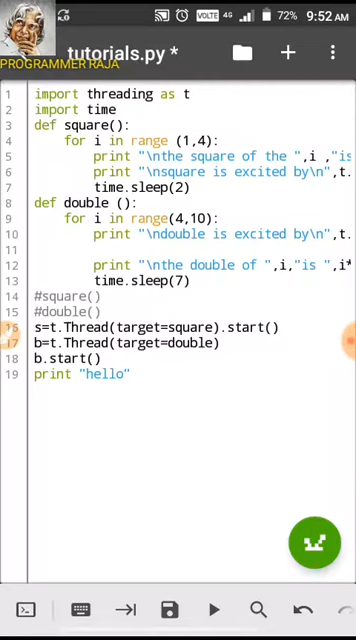 VOLTE 4G 72% 9:52 AM
tutorials.py *
PROGRAMMER RAJA
1 import threading as t
2 import time
3 def square():
4 for i in range (1,4):
5 print "\nthe square of the ",i ,"is
6 print "\nsquare is excited by\n",t.
7 time.sleep(2)
8 def double ():
9 for i in range(4,10):
10 print "\ndouble is excited by\n",t.
11
12 print "\nthe double of ",i,"is ",i*
13 time.sleep(7)
14 #square()
15 #double()
16 s=t.Thread(target=square).start()
17 b=t.Thread(target=double)
18 b.start()
19 print "hello"